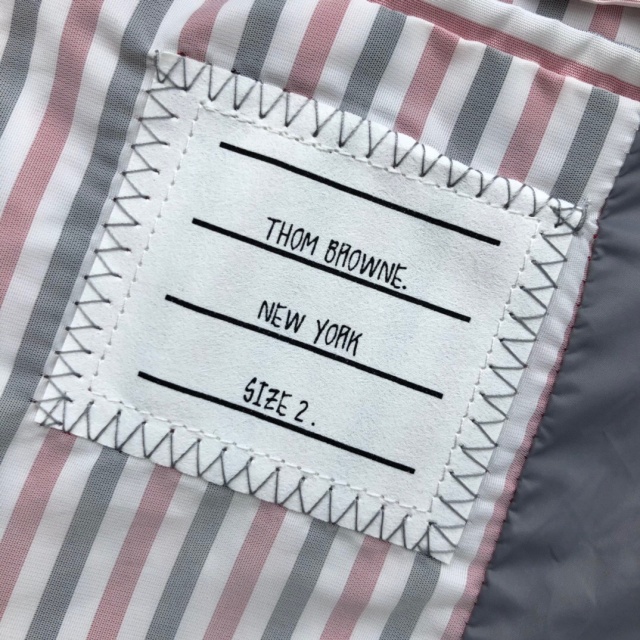 THOM BROWNE.
NEW YORK
SIZE 2.